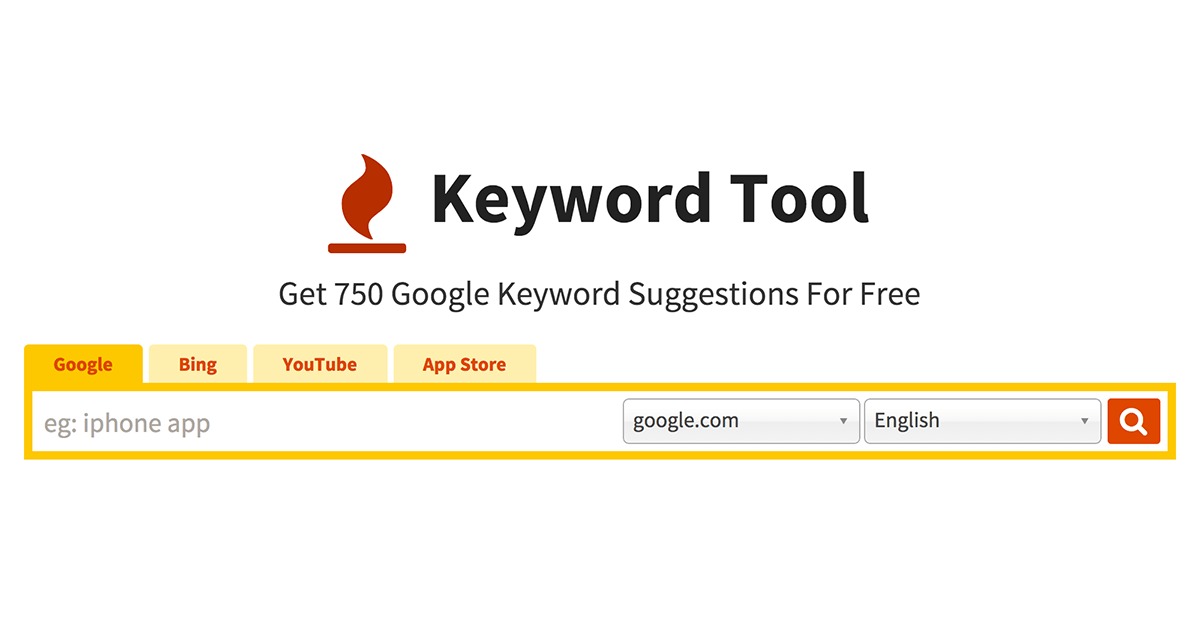 Keyword Tool
Get 750 Google Keyword Suggestions For Free
Google Bing YouTube App Store
eg: iphone app google.com English